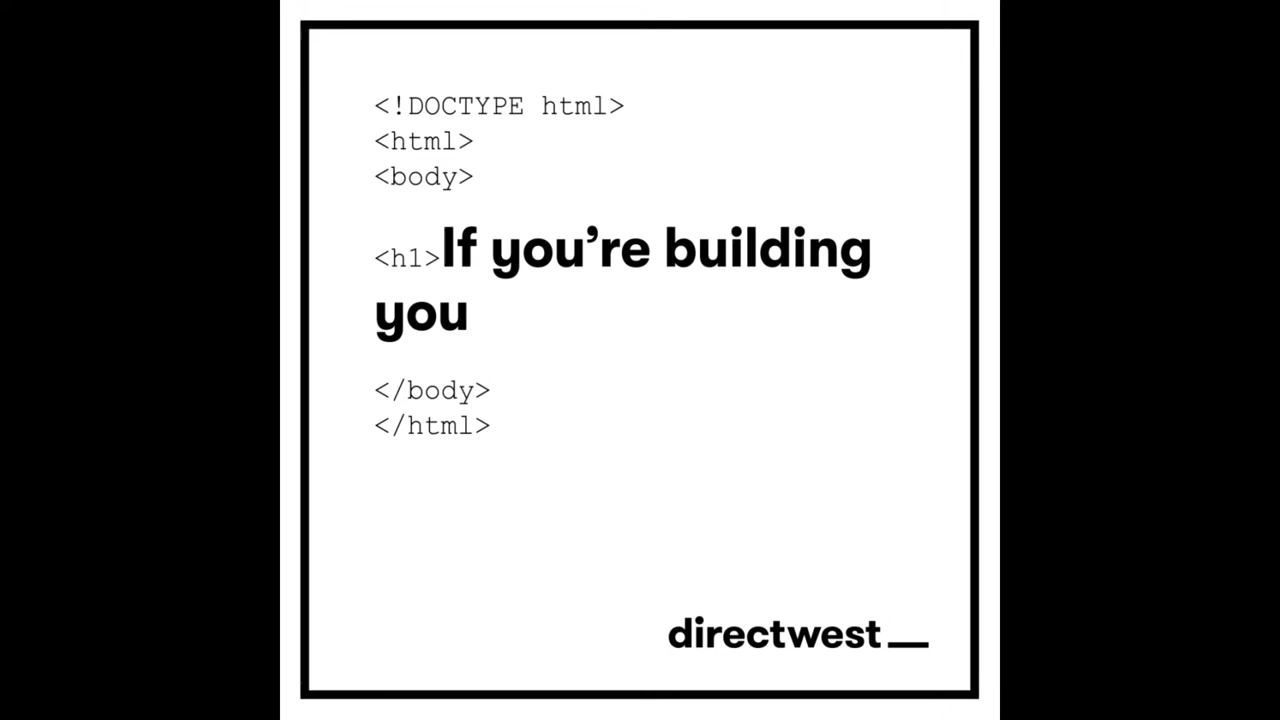 <!DOCTYPE html>
<html>
<body>
<h1>If you’re building
you
</body>
</html>
directwest